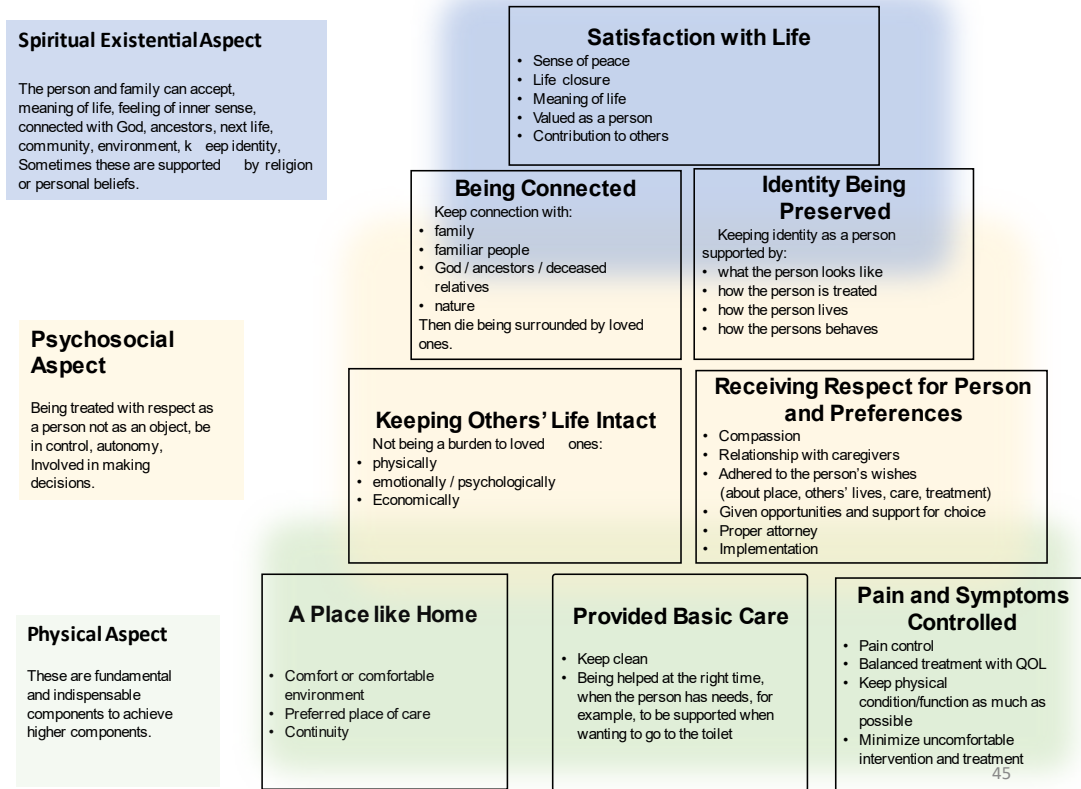 Spiritual Existential Aspect
The person and family can accept,
meaning of life, feeling of inner sense,
connected with God, ancestors, next life,
community, environment, k eep identity,
Sometimes these are supported by religion
or personal beliefs.
Satisfaction with Life
• Sense of peace
• Life closure
• Meaning of life
• Valued as a person
• Contribution to others
Being Connected
Keep connection with:
• family
• familiar people
• God / ancestors / deceased
relatives
• nature
Then die being surrounded by loved
ones.
Identity Being
Preserved
Keeping identity as a person
supported by:
• what the person looks like
• how the person is treated
• how the person lives
• how the persons behaves
Psychosocial
Aspect
Being treated with respect as
a person not as an object, be
in control, autonomy,
Involved in making
decisions.
Keeping Others' Life Intact
Not being a burden to loved ones:
• physically
• emotionally / psychologically
• Economically
Receiving Respect for Person
and Preferences
• Compassion
• Relationship with caregivers
• Adhered to the person's wishes
(about place, others' lives, care, treatment)
• Given opportunities and support for choice
• Proper attorney
• Implementation
Physical Aspect
These are fundamental
and indispensable
components to achieve
higher components.
A Place like Home
• Comfort or comfortable
environment
• Preferred place of care
• Continuity
Provided Basic Care
• Keep clean
• Being helped at the right time,
when the person has needs, for
example, to be supported when
wanting to go to the toilet
Pain and Symptoms
Controlled
• Pain control
• Balanced treatment with QOL
• Keep physical
condition/function as much as
possible
• Minimize uncomfortable
intervention and treatment
45